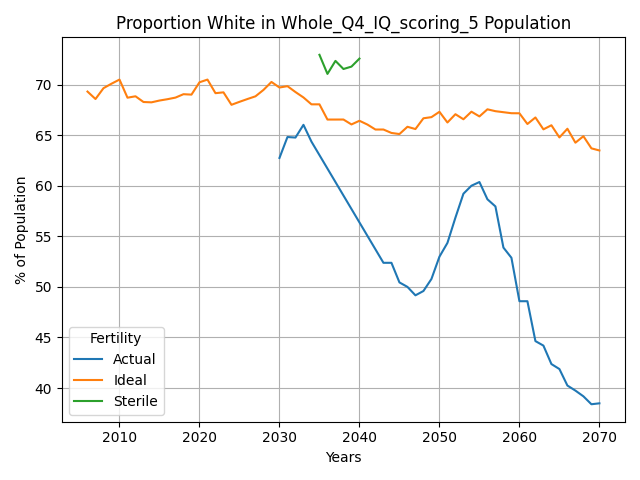 Proportion White in Whole_Q4_IQ_scoring_5 Population
% of Population
70
65
60
55
50
45
40
Fertility
Actual
Ideal
Sterile
2010 2020 2030 2040 2050 2060 2070
Years